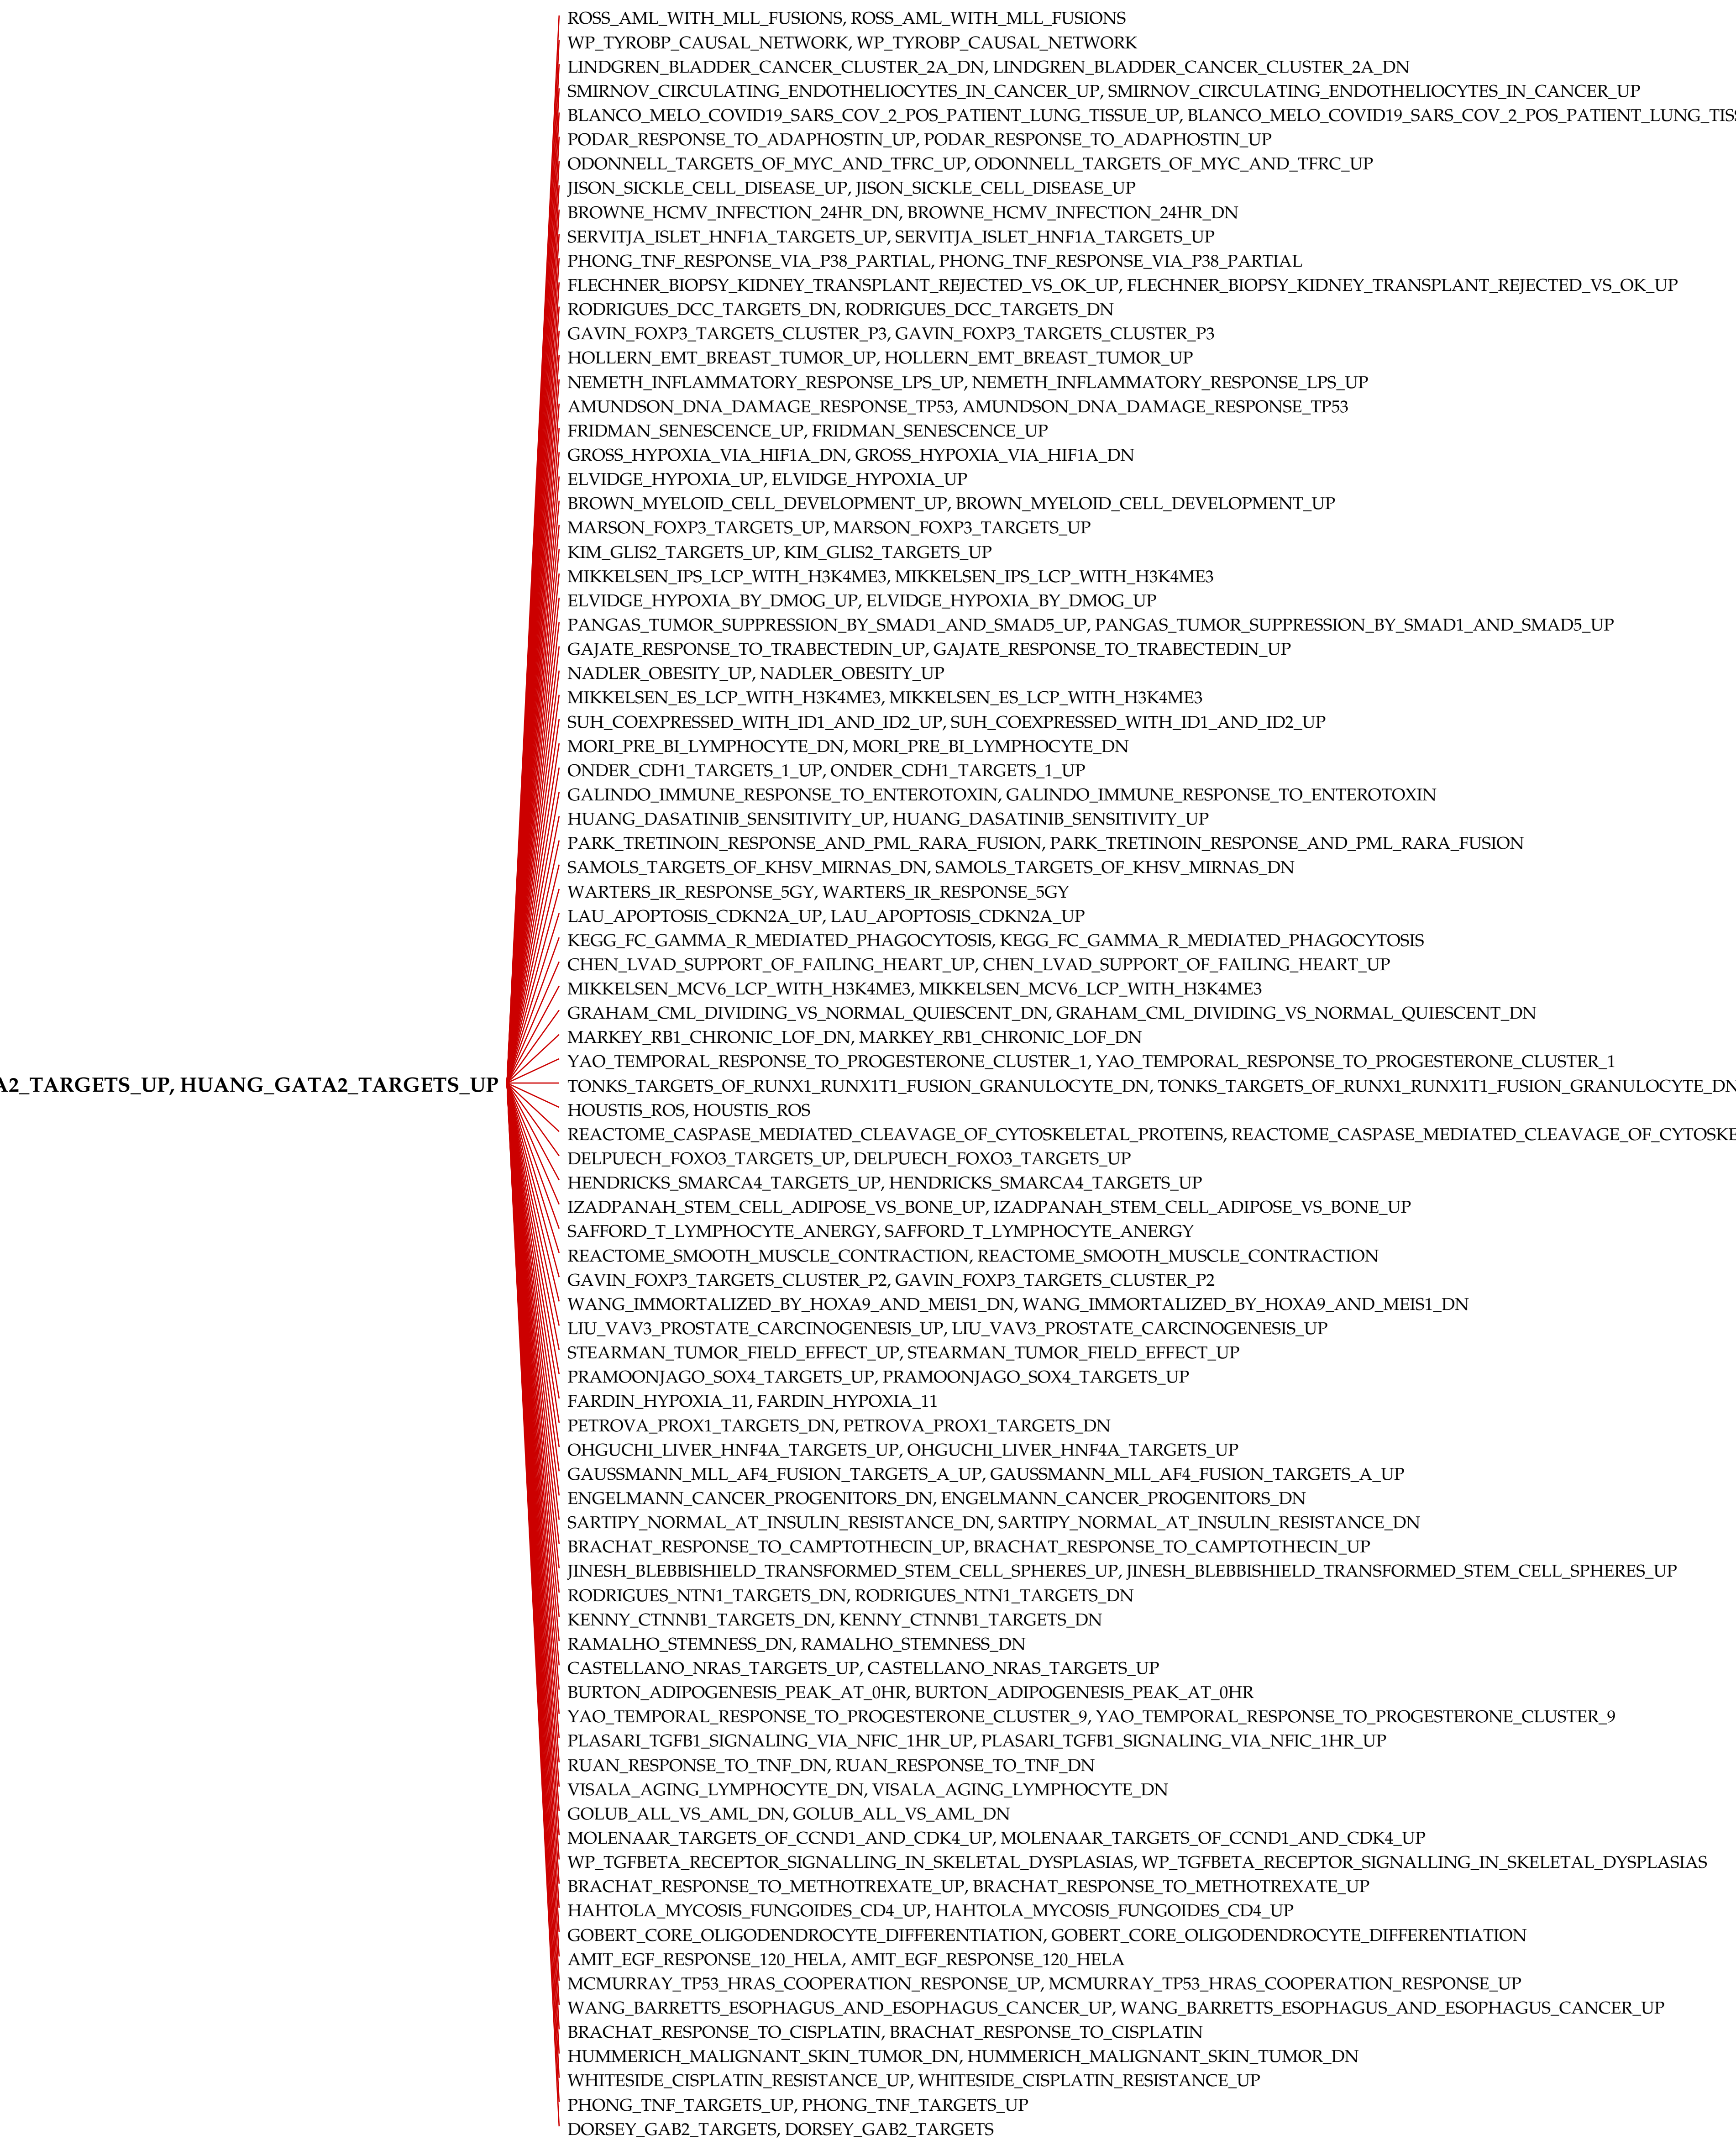 ROSS_AML_WITH_MLL_FUSIONS, ROSS_AML_WITH_MLL_FUSIONS
WP_TYROBP_CAUSAL_NETWORK, WP_TYROBP_CAUSAL_NETWORK
LINDGREN_BLADDER_CANCER_CLUSTER_2A_DN, LINDGREN_BLADDER_CANCER_CLUSTER_2A_DN
SMIRNOV_CIRCULATING_ENDOTHELIOCYTES_IN_CANCER_UP, SMIRNOV_CIRCULATING_ENDOTHELIOCYTES_IN_CANCER_UP
BLANCO_MELO_COVID19_SARS_COV_2_POS_PATIENT_LUNG_TISSUE_UP, BLANCO_MELO_COVID19_SARS_COV_2_POS_PATIENT_LUNG_TIS
PODAR_RESPONSE_TO_ADAPHOSTIN_UP, PODAR_RESPONSE_TO_ADAPHOSTIN_UP
ODONNELL_TARGETS_OF_MYC_AND_TFRC_UP, ODONNELL_TARGETS_OF_MYC_AND_TFRC_UP
JISON_SICKLE_CELL_DISEASE_UP, JISON_SICKLE_CELL_DISEASE_UP
BROWNE_HCMV_INFECTION_24HR_DN, BROWNE_HCMV_INFECTION_24HR_DN
SERVITJA_ISLET_HNF1A_TARGETS_UP, SERVITJA_ISLET_HNF1A_TARGETS_UP
PHONG_TNF_RESPONSE_VIA_P38_PARTIAL, PHONG_TNF_RESPONSE_VIA_P38_PARTIAL
FLECHNER_BIOPSY_KIDNEY_TRANSPLANT_REJECTED_VS_OK_UP, FLECHNER_BIOPSY_KIDNEY_TRANSPLANT_REJECTED_VS_OK_UP
RODRIGUES_DCC_TARGETS_DN, RODRIGUES_DCC_TARGETS_DN
GAVIN_FOXP3_TARGETS_CLUSTER_P3, GAVIN_FOXP3_TARGETS_CLUSTER_P3
HOLLERN_EMT_BREAST_TUMOR_UP, HOLLERN_EMT_BREAST_TUMOR_UP
NEMETH_INFLAMMATORY_RESPONSE_LPS_UP, NEMETH_INFLAMMATORY_RESPONSE_LPS_UP
AMUNDSON_DNA_DAMAGE_RESPONSE_TP53, AMUNDSON_DNA_DAMAGE_RESPONSE_TP53
FRIDMAN_SENESCENCE_UP, FRIDMAN_SENESCENCE_UP
GROSS_HYPOXIA_VIA_HIF1A_DN, GROSS_HYPOXIA_VIA_HIF1A_DN
ELVIDGE_HYPOXIA_UP, ELVIDGE_HYPOXIA_UP
BROWN_MYELOID_CELL_DEVELOPMENT_UP, BROWN_MYELOID_CELL_DEVELOPMENT_UP
MARSON_FOXP3_TARGETS_UP, MARSON_FOXP3_TARGETS_UP
KIM_GLIS2_TARGETS_UP, KIM_GLIS2_TARGETS_UP
MIKKELSEN_IPS_LCP_WITH_H3K4ME3, MIKKELSEN_IPS_LCP_WITH_H3K4ME3
ELVIDGE_HYPOXIA_BY_DMOG_UP, ELVIDGE_HYPOXIA_BY_DMOG_UP
PANGAS_TUMOR_SUPPRESSION_BY_SMAD1_AND_SMAD5_UP, PANGAS_TUMOR_SUPPRESSION_BY_SMAD1_AND_SMAD5_UP
GAJATE_RESPONSE_TO_TRABECTEDIN_UP, GAJATE_RESPONSE_TO_TRABECTEDIN_UP
NADLER_OBESITY_UP, NADLER_OBESITY_UP
MIKKELSEN_ES_LCP_WITH_H3K4ME3, MIKKELSEN_ES_LCP_WITH_H3K4ME3
SUH_COEXPRESSED_WITH_ID1_AND_ID2_UP, SUH_COEXPRESSED_WITH_ID1_AND_ID2_UP
MORI_PRE_BI_LYMPHOCYTE_DN, MORI_PRE_BI_LYMPHOCYTE_DN
ONDER_CDH1_TARGETS_1_UP, ONDER_CDH1_TARGETS_1_UP
GALINDO_IMMUNE_RESPONSE_TO_ENTEROTOXIN, GALINDO_IMMUNE_RESPONSE_TO_ENTEROTOXIN
HUANG_DASATINIB_SENSITIVITY_UP, HUANG_DASATINIB_SENSITIVITY_UP
PARK_TRETINOIN_RESPONSE_AND_PML_RARA_FUSION, PARK_TRETINOIN_RESPONSE_AND_PML_RARA_FUSION
SAMOLS_TARGETS_OF_KHSV_MIRNAS_DN, SAMOLS_TARGETS_OF_KHSV_MIRNAS_DN
WARTERS_IR_RESPONSE_5GY, WARTERS_IR_RESPONSE_5GY
LAU_APOPTOSIS_CDKN2A_UP, LAU_APOPTOSIS_CDKN2A_UP
KEGG_FC_GAMMA_R_MEDIATED_PHAGOCYTOSIS, KEGG_FC_GAMMA_R_MEDIATED_PHAGOCYTOSIS
CHEN_LVAD_SUPPORT_OF_FAILING_HEART_UP, CHEN_LVAD_SUPPORT_OF_FAILING_HEART_UP
MIKKELSEN_MCV6_LCP_WITH_H3K4ME3, MIKKELSEN_MCV6_LCP_WITH_H3K4ME3
GRAHAM_CML_DIVIDING_VS_NORMAL_QUIESCENT_DN, GRAHAM_CML_DIVIDING_VS_NORMAL_QUIESCENT_DN
MARKEY_RB1_CHRONIC_LOF_DN, MARKEY_RB1_CHRONIC_LOF_DN
YAO_TEMPORAL_RESPONSE_TO_PROGESTERONE_CLUSTER_1, YAO_TEMPORAL_RESPONSE_TO_PROGESTERONE_CLUSTER_1
A2_TARGETS_UP, HUANG_GATA2_TARGETS_UP
TONKS_TARGETS_OF_RUNX1_RUNX1T1_FUSION_GRANULOCYTE_DN, TONKS_TARGETS_OF_RUNX1_RUNX1T1_FUSION_GRANULOCYTE_DN
HOUSTIS_ROS, HOUSTIS_ROS
REACTOME_CASPASE_MEDIATED_CLEAVAGE_OF_CYTOSKELETAL_PROTEINS, REACTOME_CASPASE_MEDIATED_CLEAVAGE_OF_CYTOSKE
DELPUECH_FOXO3_TARGETS_UP, DELPUECH_FOXO3_TARGETS_UP
HENDRICKS_SMARCA4_TARGETS_UP, HENDRICKS_SMARCA4_TARGETS_UP
IZADPANAH_STEM_CELL_ADIPOSE_VS_BONE_UP, IZADPANAH_STEM_CELL_ADIPOSE_VS_BONE_UP
SAFFORD_T_LYMPHOCYTE_ANERGY, SAFFORD_T_LYMPHOCYTE_ANERGY
REACTOME_SMOOTH_MUSCLE_CONTRACTION, REACTOME_SMOOTH_MUSCLE_CONTRACTION
GAVIN_FOXP3_TARGETS_CLUSTER_P2, GAVIN_FOXP3_TARGETS_CLUSTER_P2
WANG_IMMORTALIZED_BY_HOXA9_AND_MEIS1_DN, WANG_IMMORTALIZED_BY_HOXA9_AND_MEIS1_DN
LIU_VAV3_PROSTATE_CARCINOGENESIS_UP, LIU_VAV3_PROSTATE_CARCINOGENESIS_UP
STEARMAN_TUMOR_FIELD_EFFECT_UP, STEARMAN_TUMOR_FIELD_EFFECT_UP
PRAMOONJAGO_SOX4_TARGETS_UP, PRAMOONJAGO_SOX4_TARGETS_UP
FARDIN_HYPOXIA_11, FARDIN_HYPOXIA_11
PETROVA_PROX1_TARGETS_DN, PETROVA_PROX1_TARGETS_DN
OHGUCHI_LIVER_HNF4A_TARGETS_UP, OHGUCHI_LIVER_HNF4A_TARGETS_UP
GAUSSMANN_MLL_AF4_FUSION_TARGETS_A_UP, GAUSSMANN_MLL_AF4_FUSION_TARGETS_A_UP
ENGELMANN_CANCER_PROGENITORS_DN, ENGELMANN_CANCER_PROGENITORS_DN
SARTIPY_NORMAL_AT_INSULIN_RESISTANCE_DN, SARTIPY_NORMAL_AT_INSULIN_RESISTANCE_DN
BRACHAT_RESPONSE_TO_CAMPTOTHECIN_UP, BRACHAT_RESPONSE_TO_CAMPTOTHECIN_UP
JINESH_BLEBBISHIELD_TRANSFORMED_STEM_CELL_SPHERES_UP, JINESH_BLEBBISHIELD_TRANSFORMED_STEM_CELL_SPHERES_UP
RODRIGUES_NTN1_TARGETS_DN, RODRIGUES_NTN1_TARGETS_DN
KENNY_CTNNB1_TARGETS_DN, KENNY_CTNNB1_TARGETS_DN
RAMALHO_STEMNESS_DN, RAMALHO_STEMNESS_DN
CASTELLANO_NRAS_TARGETS_UP, CASTELLANO_NRAS_TARGETS_UP
BURTON_ADIPOGENESIS_PEAK_AT_0HR, BURTON_ADIPOGENESIS_PEAK_AT_0HR
YAO_TEMPORAL_RESPONSE_TO_PROGESTERONE_CLUSTER_9, YAO_TEMPORAL_RESPONSE_TO_PROGESTERONE_CLUSTER_9
PLASARI_TGFB1_SIGNALING_VIA_NFIC_1HR_UP, PLASARI_TGFB1_SIGNALING_VIA_NFIC_1HR_UP
RUAN_RESPONSE_TO_TNF_DN, RUAN_RESPONSE_TO_TNF_DN
VISALA_AGING_LYMPHOCYTE_DN, VISALA_AGING_LYMPHOCYTE_DN
GOLUB_ALL_VS_AML_DN, GOLUB_ALL_VS_AML_DN
MOLENAAR_TARGETS_OF_CCND1_AND_CDK4_UP, MOLENAAR_TARGETS_OF_CCND1_AND_CDK4_UP
WP_TGFBETA_RECEPTOR_SIGNALLING_IN_SKELETAL_DYSPLASIAS, WP_TGFBETA_RECEPTOR_SIGNALLING_IN_SKELETAL_DYSPLASIAS
BRACHAT_RESPONSE_TO_METHOTREXATE_UP, BRACHAT_RESPONSE_TO_METHOTREXATE_UP
HAHTOLA_MYCOSIS_FUNGOIDES_CD4_UP, HAHTOLA_MYCOSIS_FUNGOIDES_CD4_UP
GOBERT_CORE_OLIGODENDROCYTE_DIFFERENTIATION, GOBERT_CORE_OLIGODENDROCYTE_DIFFERENTIATION
AMIT_EGF_RESPONSE_120_HELA, AMIT_EGF_RESPONSE_120_HELA
MCMURRAY_TP53_HRAS_COOPERATION_RESPONSE_UP, MCMURRAY_TP53_HRAS_COOPERATION_RESPONSE_UP
WANG_BARRETTS_ESOPHAGUS_AND_ESOPHAGUS_CANCER_UP, WANG_BARRETTS_ESOPHAGUS_AND_ESOPHAGUS_CANCER_UP
BRACHAT_RESPONSE_TO_CISPLATIN, BRACHAT_RESPONSE_TO_CISPLATIN
HUMMERICH_MALIGNANT_SKIN_TUMOR_DN, HUMMERICH_MALIGNANT_SKIN_TUMOR_DN
WHITESIDE_CISPLATIN_RESISTANCE_UP, WHITESIDE_CISPLATIN_RESISTANCE_UP
PHONG_TNF_TARGETS_UP, PHONG_TNF_TARGETS_UP
DORSEY_GAB2_TARGETS, DORSEY_GAB2_TARGETS